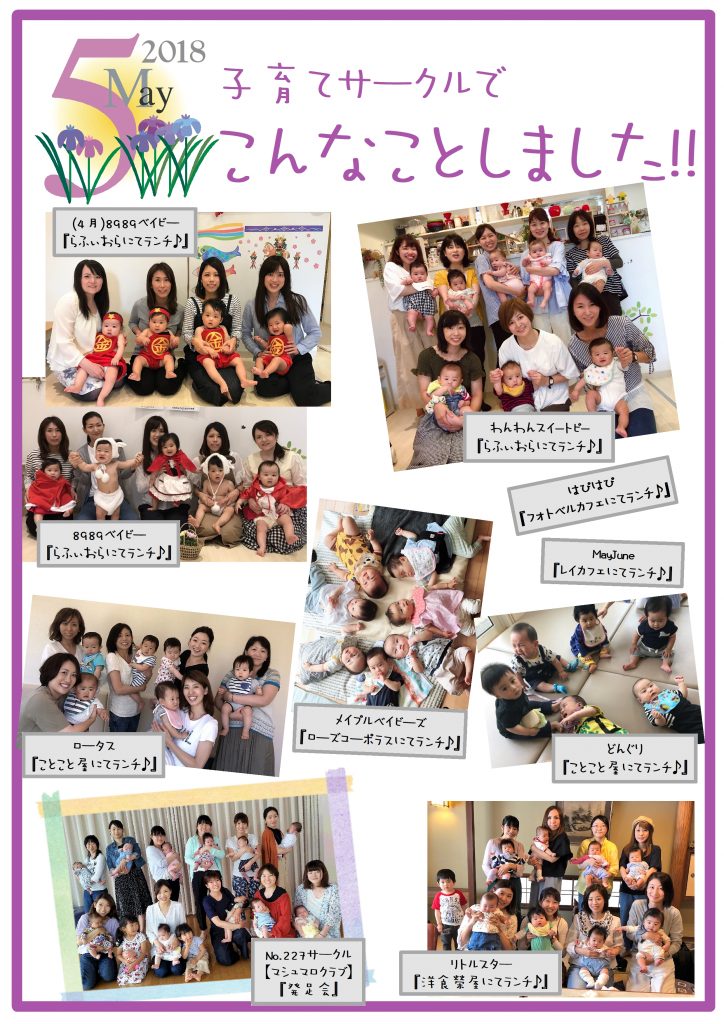 5
2018
May
子育てサークルで
こんなことしました!!
(4月)8989ベイビー
『らふぃおらにてランチ♪』
わんわんスイートピー
『らふぃおらにてランチ♪』
はぴはぴ
『フォトベルカフェにてランチ♪』
8989ベイビー
『らふぃおらにてランチ♪』
MayJune
『レイカフェにてランチ♪』
メイプルベイビーズ
『ローズコーポラスにてランチ♪』
ロータス
『ことこと屋にてランチ♪』
どんぐり
『ことこと屋にてランチ♪』
No.227サークル
【マシュマロクラブ】
『発足会』
リトルスター
『洋食榮屋にてランチ♪』
金
金
金